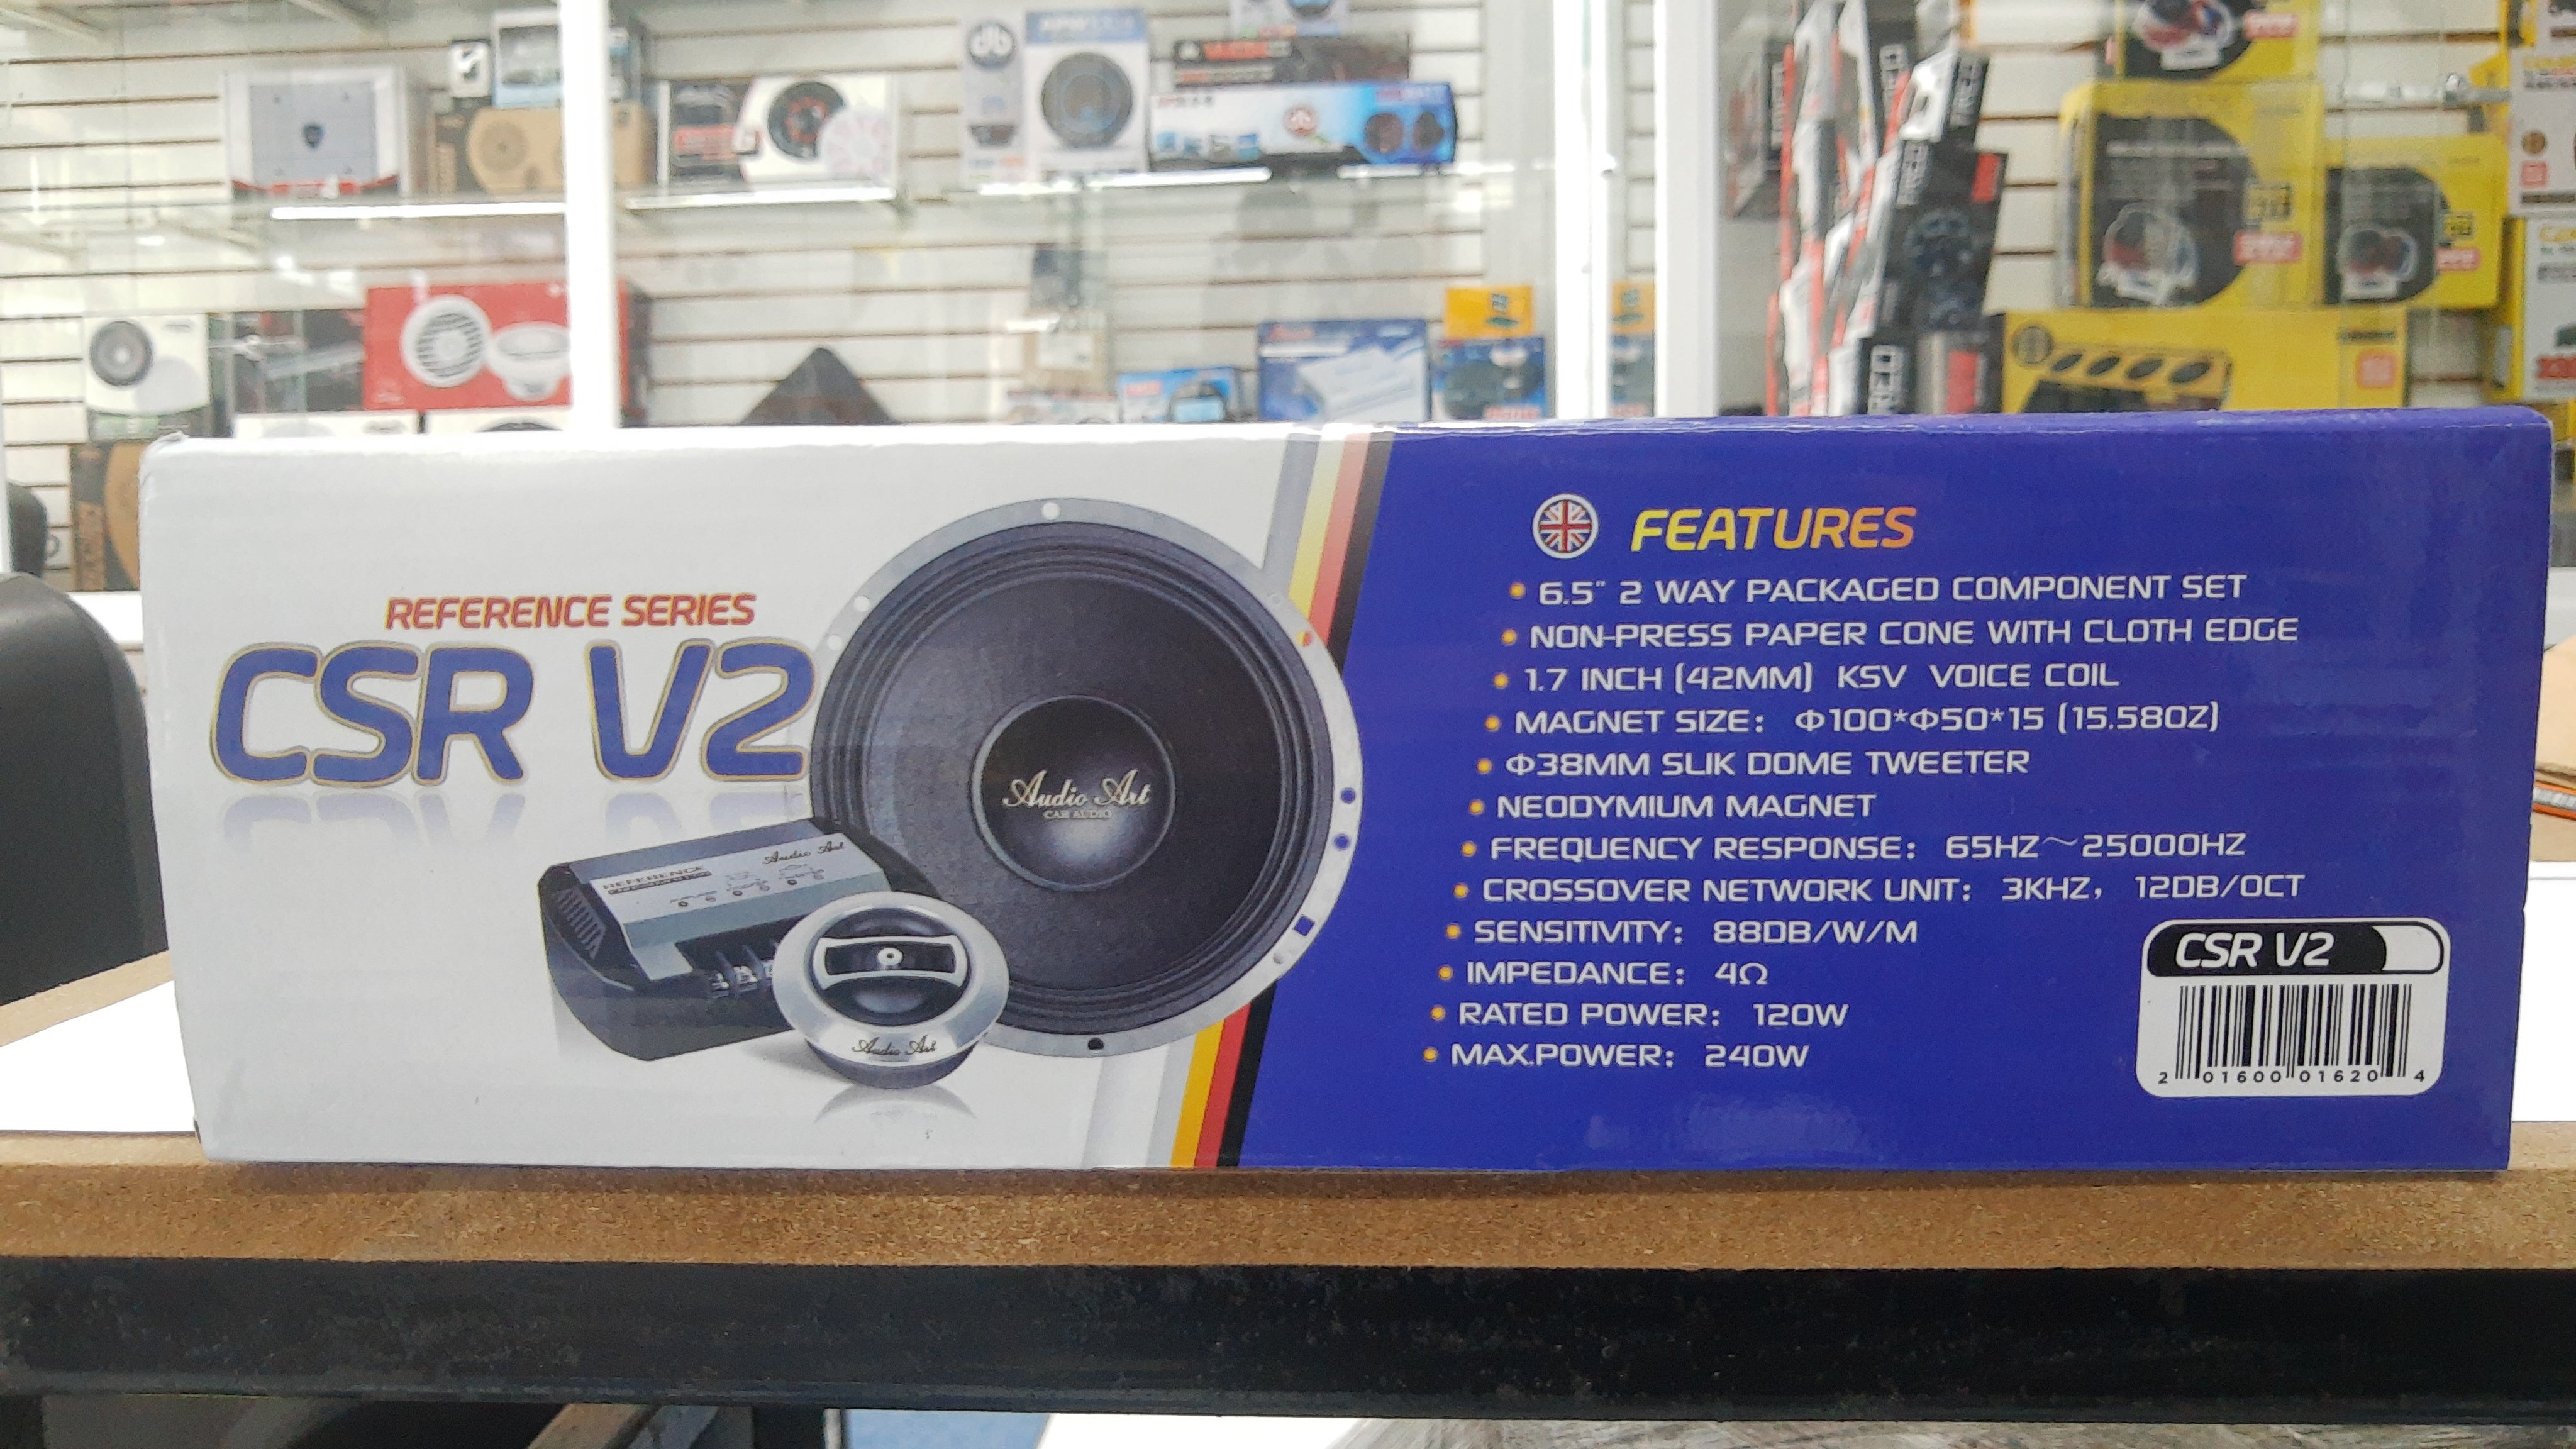 REFERENCE SERIES
CSR V2
Audio Art
CAR AUDIO
REFERENCE
Audio Art
Audio Art
FEATURES
• 6.5" 2 WAY PACKAGED COMPONENT SET
• NON-PRESS PAPER CONE WITH CLOTH EDGE
• 1.7 INCH (42MM) KSV VOICE COIL
• MAGNET SIZE: Φ100*Φ50*15 (15.58OZ)
• Φ38MM SLIK DOME TWEETER
• NEODYMIUM MAGNET
• FREQUENCY RESPONSE: 65HZ~25000HZ
• CROSSOVER NETWORK UNIT: 3KHZ, 12DB/OCT
• SENSITIVITY: 88DB/W/M
• IMPEDANCE: 4Ω
• RATED POWER: 120W
• MAX.POWER: 240W
CSR V2
2 01600 01620 4